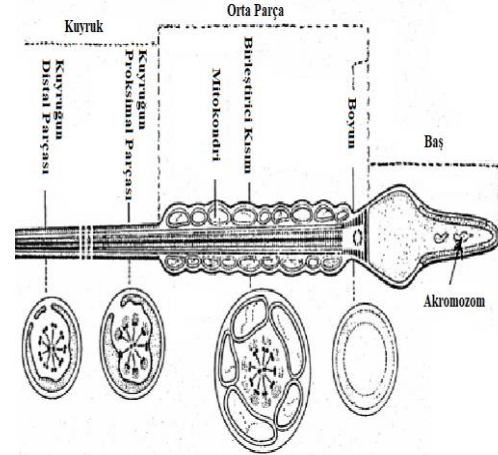 Orta Parça
Kuyruk
Kuyruğun
Distal Parçası
Kuyruğun
Proksimal Parçası
Mitokondri
Birleştirici Kısım
Boyun
Baş
Akromozom